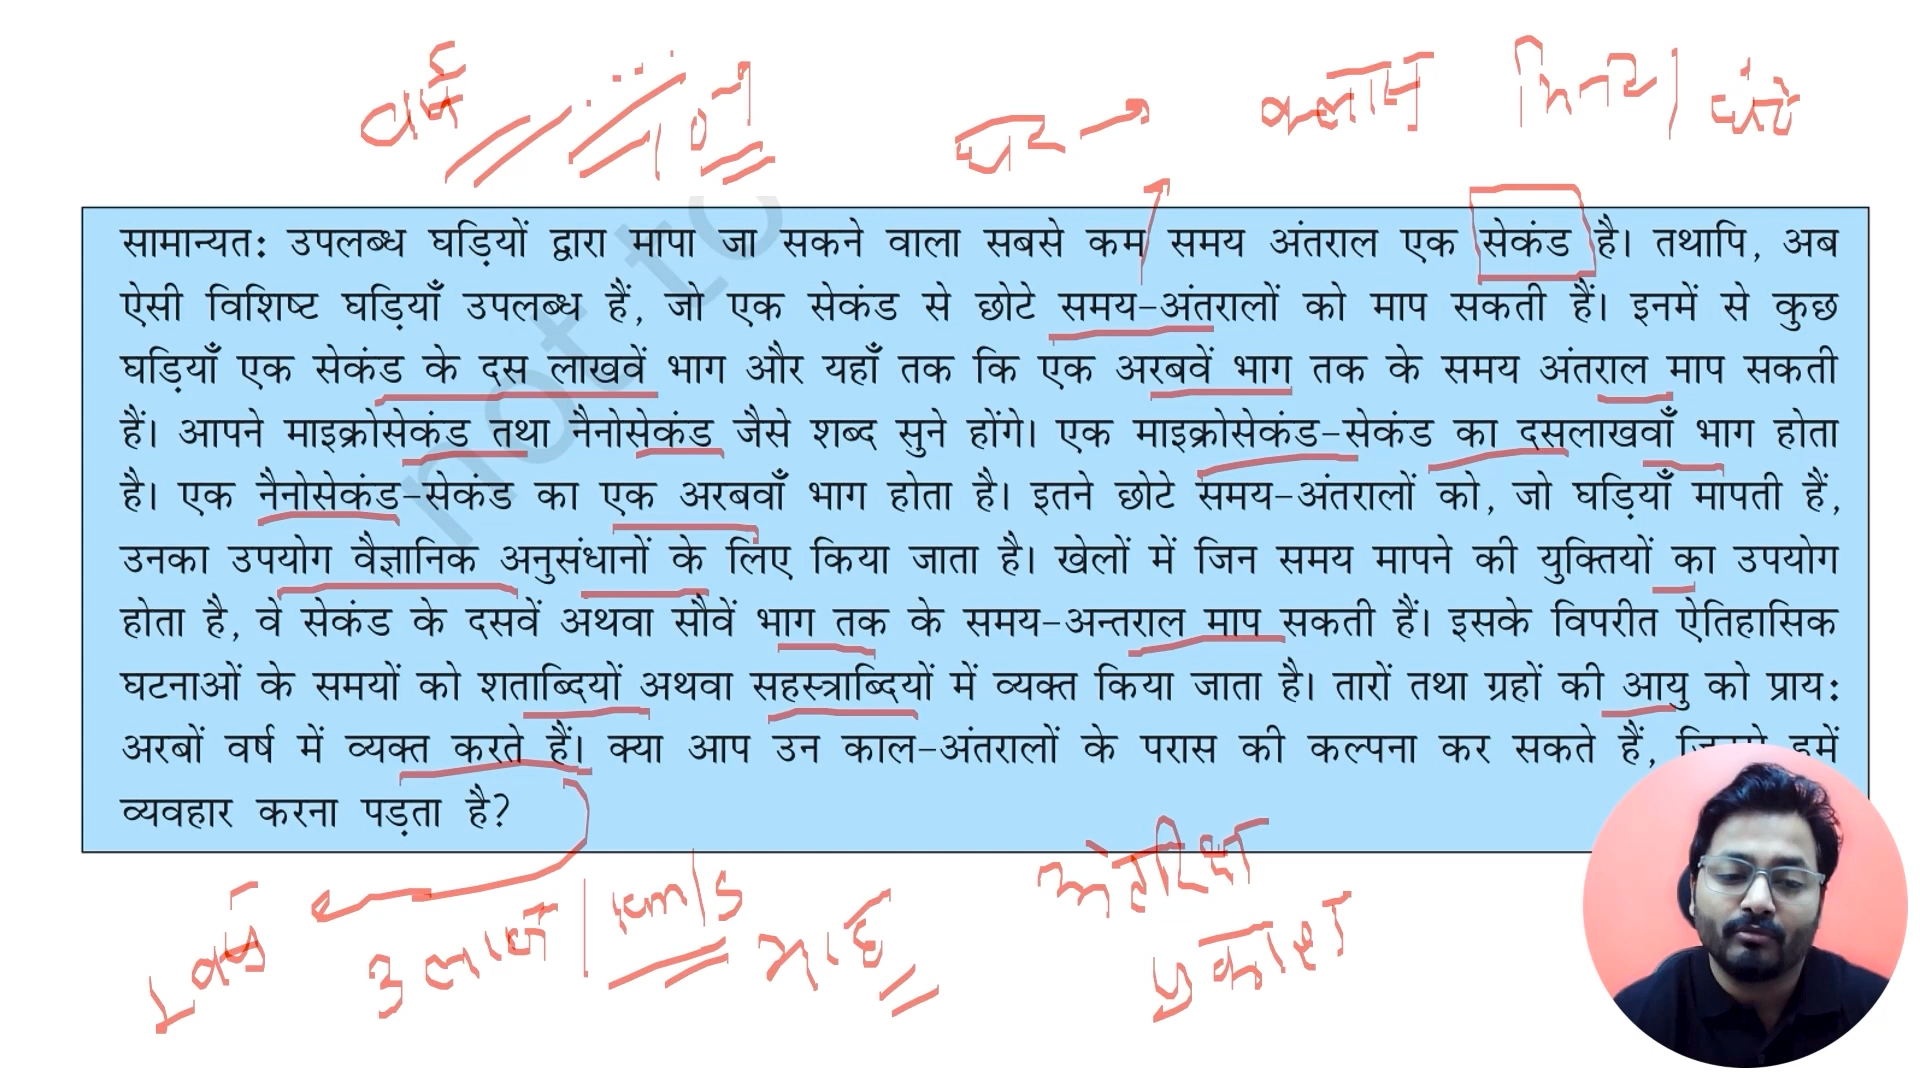 वर्ष
घर → क्लास मिनट / घंटे
सामान्यतः उपलब्ध घड़ियों द्वारा मापा जा सकने वाला सबसे कम समय अंतराल एक सेकंड है। तथापि, अब
ऐसी विशिष्ट घड़ियाँ उपलब्ध हैं, जो एक सेकंड से छोटे समय-अंतरालों को माप सकती हैं। इनमें से कुछ
घड़ियाँ एक सेकंड के दस लाखवें भाग और यहाँ तक कि एक अरबवें भाग तक के समय अंतराल माप सकती
हैं। आपने माइक्रोसेकंड तथा नैनोसेकंड जैसे शब्द सुने होंगे। एक माइक्रोसेकंड-सेकंड का दसलाखवाँ भाग होता
है। एक नैनोसेकंड-सेकंड का एक अरबवाँ भाग होता है। इतने छोटे समय-अंतरालों को, जो घड़ियाँ मापती हैं,
उनका उपयोग वैज्ञानिक अनुसंधानों के लिए किया जाता है। खेलों में जिन समय मापने की युक्तियों का उपयोग
होता है, वे सेकंड के दसवें अथवा सौवें भाग तक के समय-अन्तराल माप सकती हैं। इसके विपरीत ऐतिहासिक
घटनाओं के समयों को शताब्दियों अथवा सहस्त्राब्दियों में व्यक्त किया जाता है। तारों तथा ग्रहों की आयु को प्रायः
अरबों वर्ष में व्यक्त करते हैं। क्या आप उन काल-अंतरालों के परास की कल्पना कर सकते हैं, हमें
व्यवहार करना पड़ता है?
not to
1 वर्ष
3 लाख / km/s
अंतरिक्ष
प्रकाश